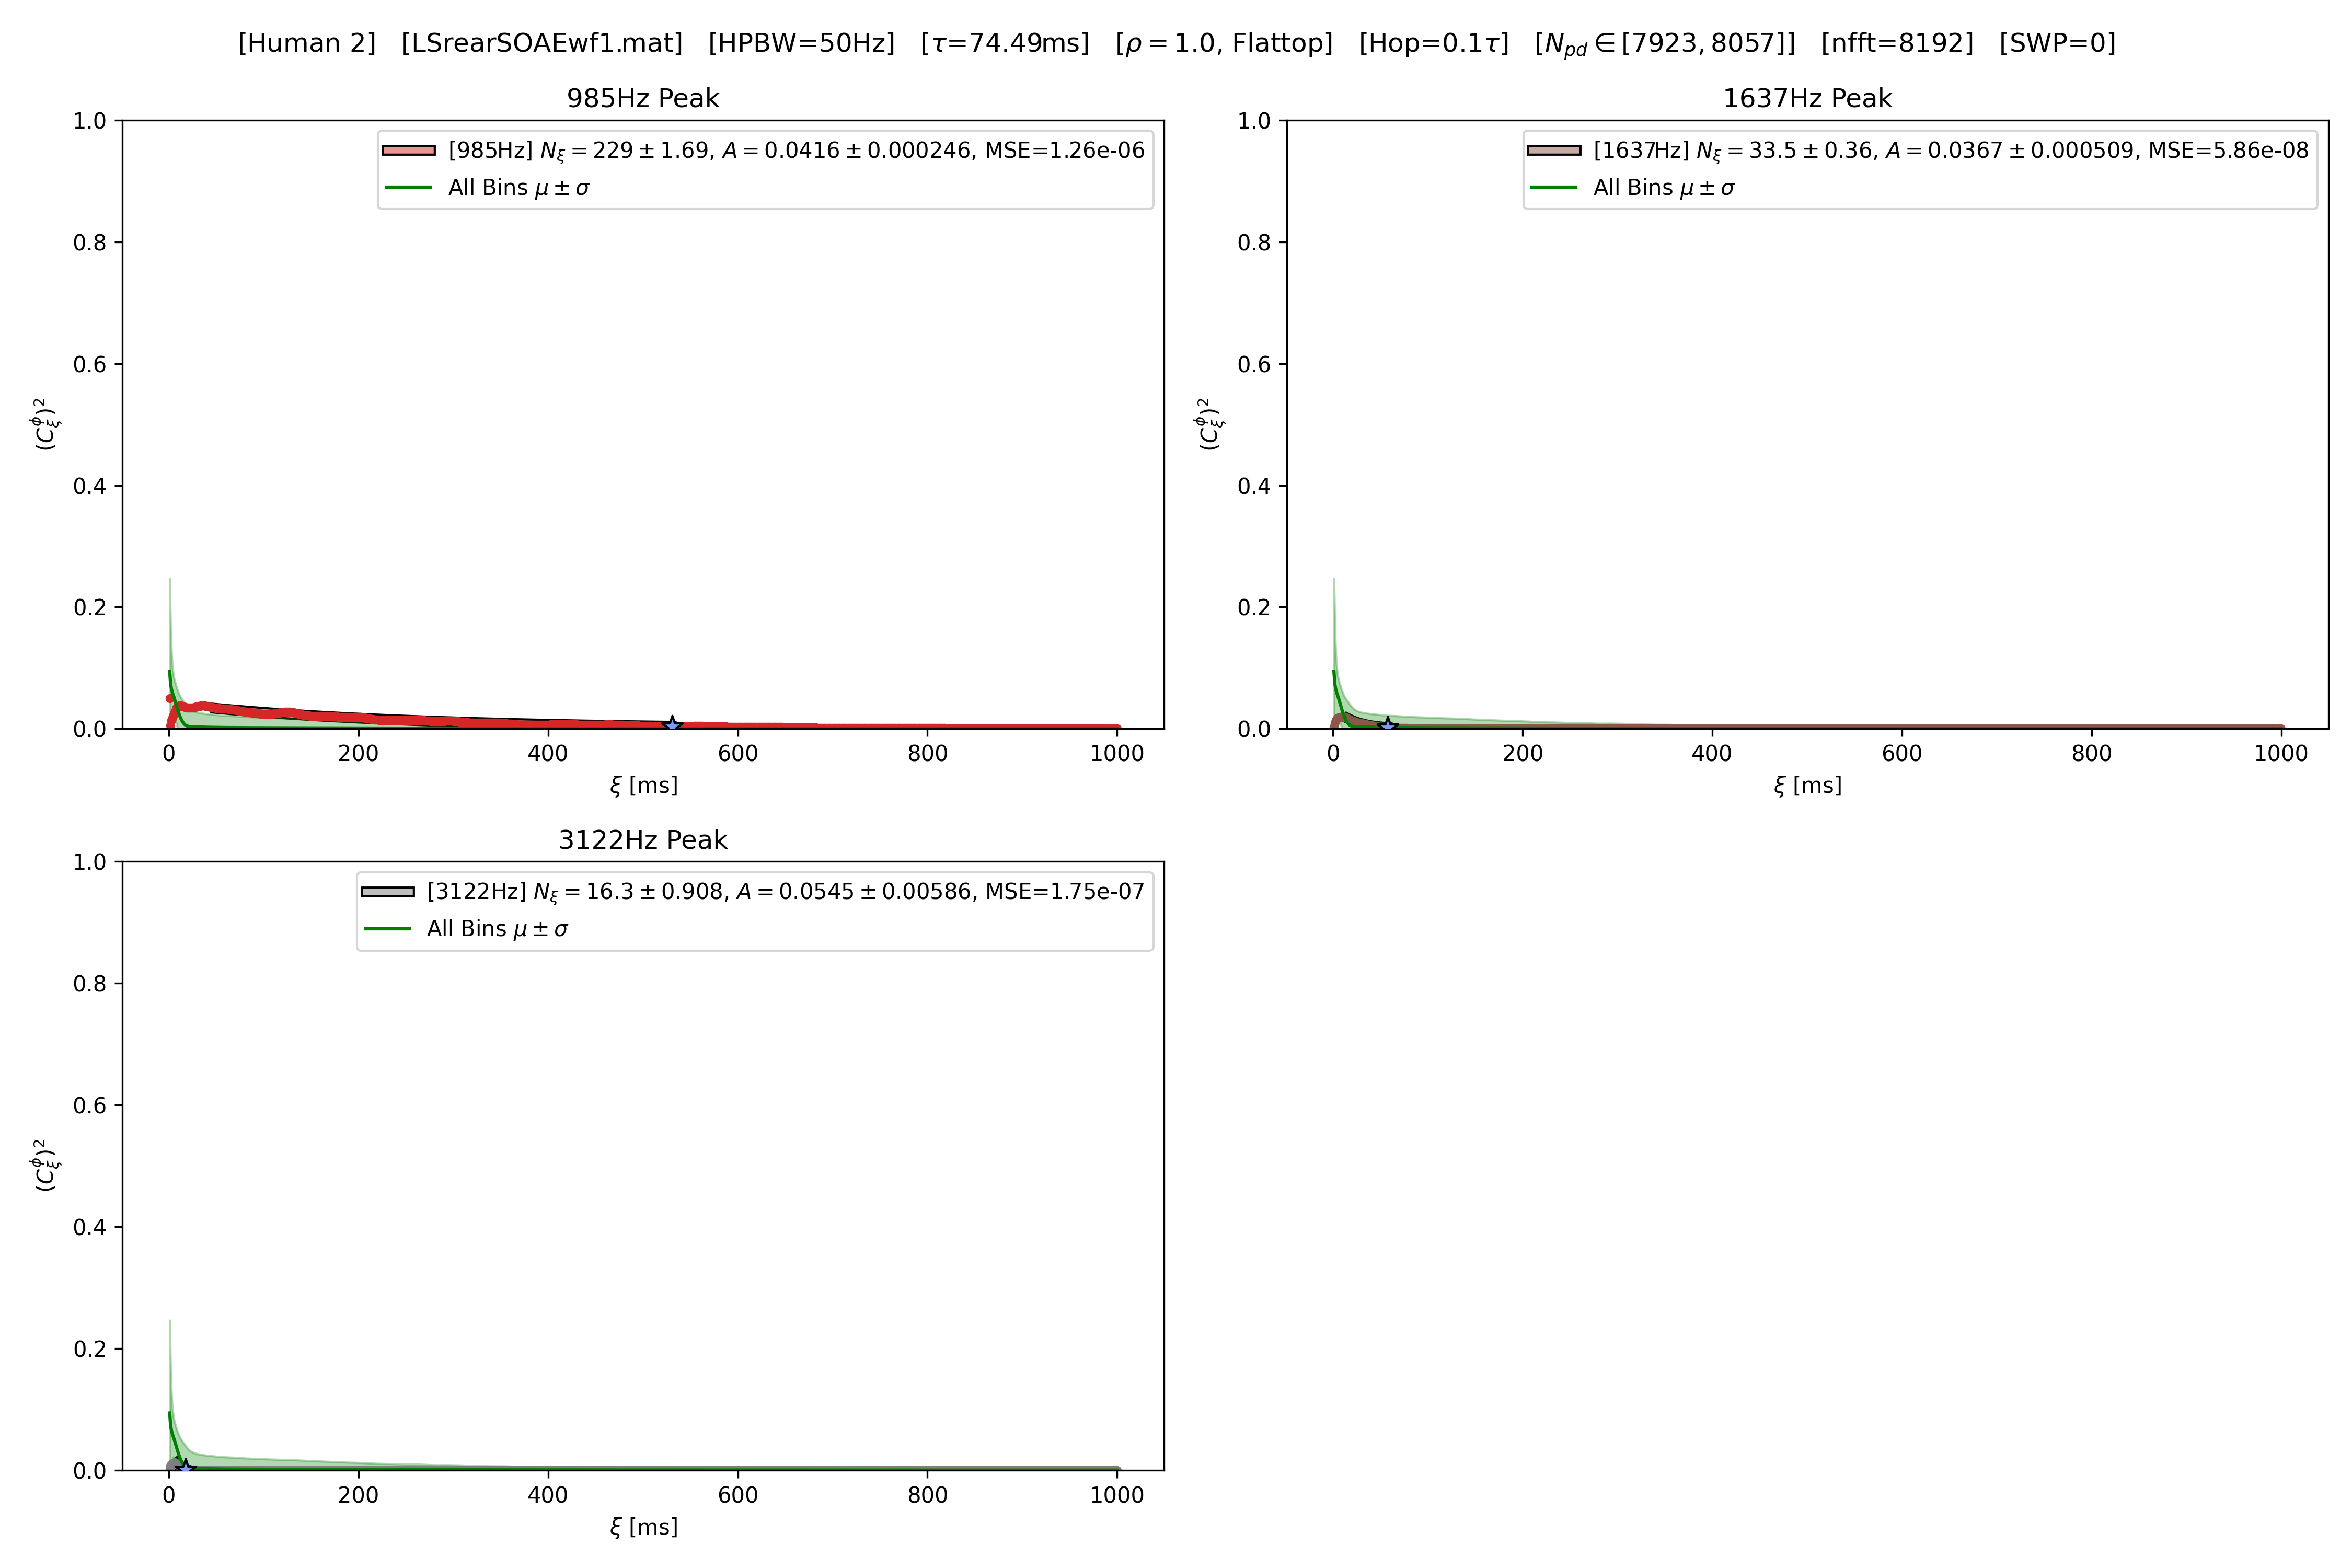 [Human 2] [LSrearSOAEwf1.mat] [HPBW=50Hz] [τ=74.49ms] [ρ = 1.0, Flattop] [Hop=0.1τ] [N_pd ∈ [7923, 8057]] [nfft=8192] [SWP=0]
985Hz Peak
[985Hz] N_ξ = 229 ± 1.69, A = 0.0416 ± 0.000246, MSE=1.26e-06
All Bins μ ± σ
1.0
0.8
0.6
0.4
0.2
0.0
(C_ξ^ϕ)^2
0 200 400 600 800 1000
ξ [ms]
1637Hz Peak
[1637Hz] N_ξ = 33.5 ± 0.36, A = 0.0367 ± 0.000509, MSE=5.86e-08
All Bins μ ± σ
1.0
0.8
0.6
0.4
0.2
0.0
(C_ξ^ϕ)^2
0 200 400 600 800 1000
ξ [ms]
3122Hz Peak
[3122Hz] N_ξ = 16.3 ± 0.908, A = 0.0545 ± 0.00586, MSE=1.75e-07
All Bins μ ± σ
1.0
0.8
0.6
0.4
0.2
0.0
(C_ξ^ϕ)^2
0 200 400 600 800 1000
ξ [ms]